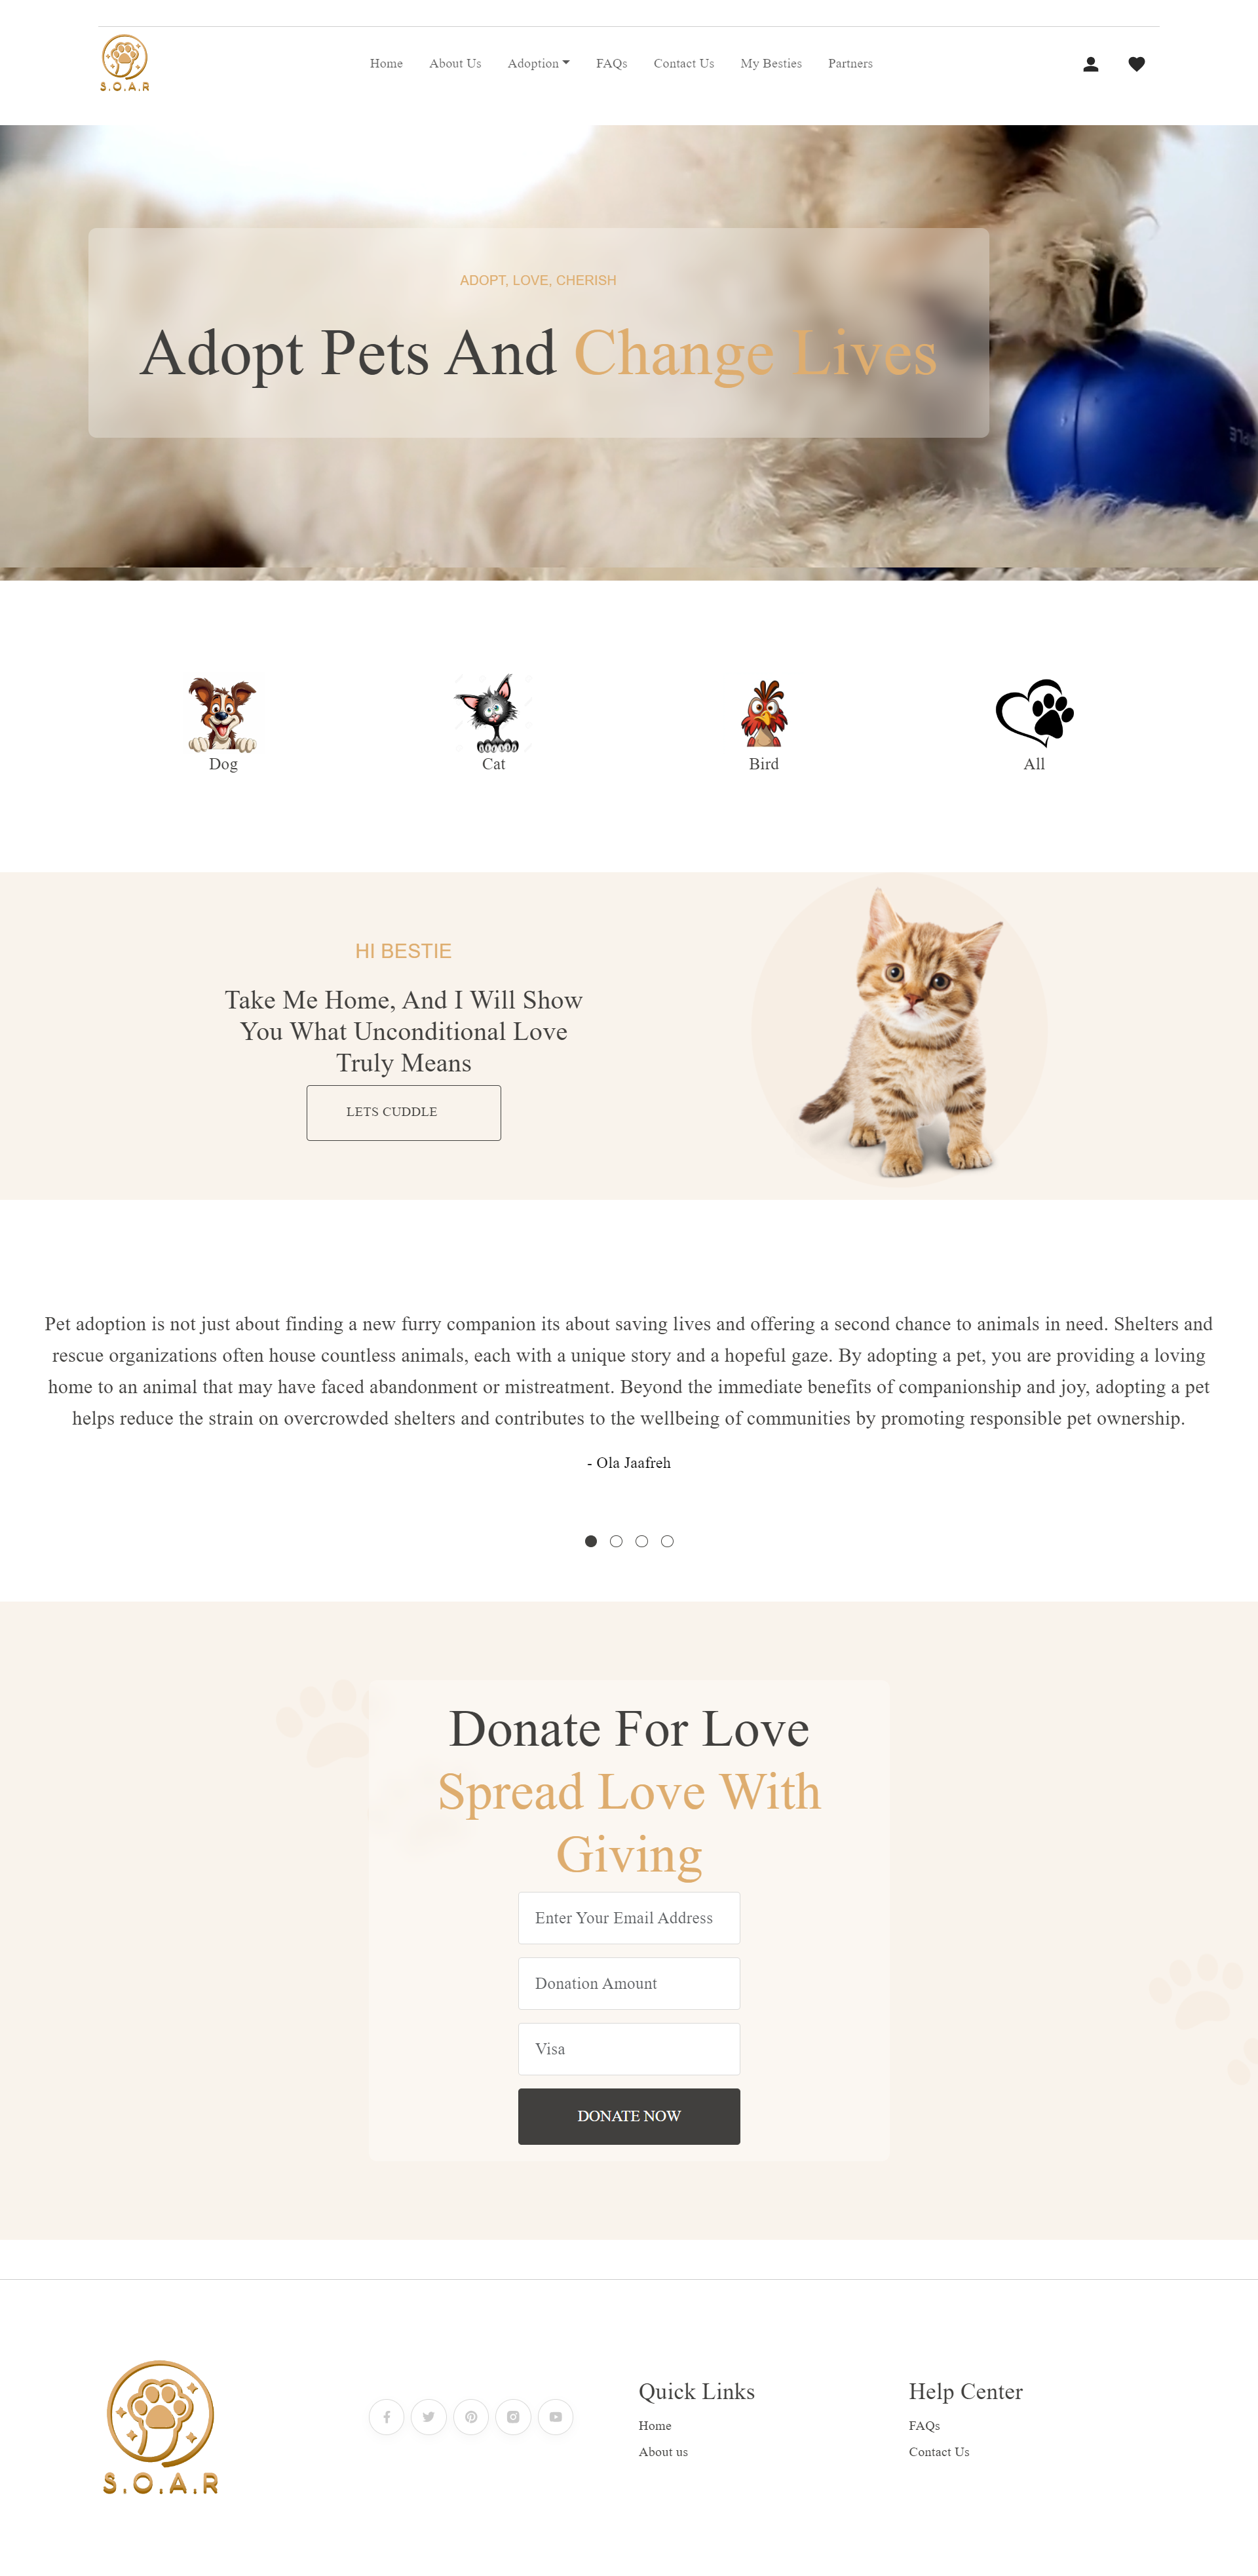 S.O.A.R
Home About Us Adoption FAQs Contact Us My Besties Partners
ADOPT, LOVE, CHERISH
Adopt Pets And Change Lives
Dog Cat Bird All
HI BESTIE
Take Me Home, And I Will Show
You What Unconditional Love
Truly Means
LETS CUDDLE
Pet adoption is not just about finding a new furry companion its about saving lives and offering a second chance to animals in need. Shelters and
rescue organizations often house countless animals, each with a unique story and a hopeful gaze. By adopting a pet, you are providing a loving
home to an animal that may have faced abandonment or mistreatment. Beyond the immediate benefits of companionship and joy, adopting a pet
helps reduce the strain on overcrowded shelters and contributes to the wellbeing of communities by promoting responsible pet ownership.
- Ola Jaafreh
Donate For Love
Spread Love With
Giving
Enter Your Email Address
Donation Amount
Visa
DONATE NOW
S.O.A.R
Quick Links
Home
About us
Help Center
FAQs
Contact Us